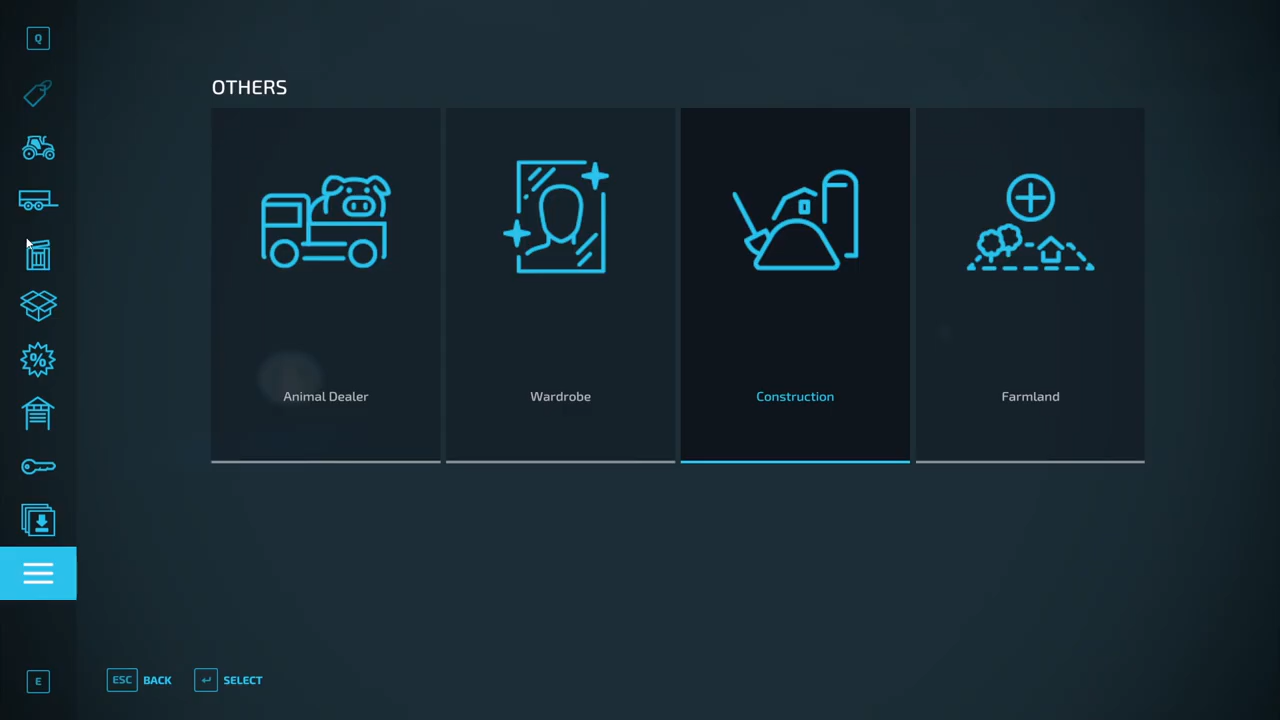 Q
OTHERS
%
Animal Dealer
Wardrobe
Construction
Farmland
E
ESC BACK
SELECT